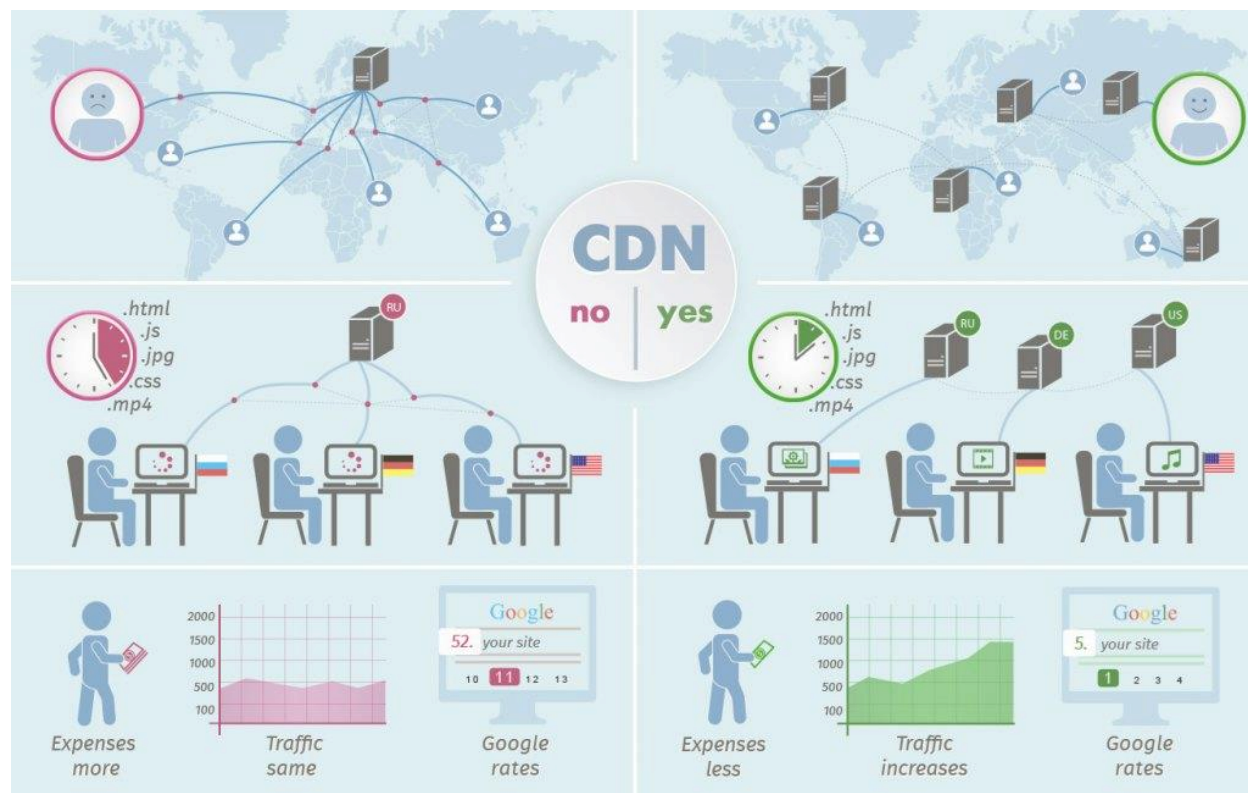 CDN
no
yes
.html
.js
.jpg
.css
.mp4
RU
.html
.js
.jpg
.css
.mp4
RU
DE
US
2000
1500
1000
500
100
Google
52. your site
10 11 12 13
Expenses
more
Traffic
same
Google
rates
2000
1500
1000
500
100
Google
5. your site
1 2 3 4
Expenses
less
Traffic
increases
Google
rates